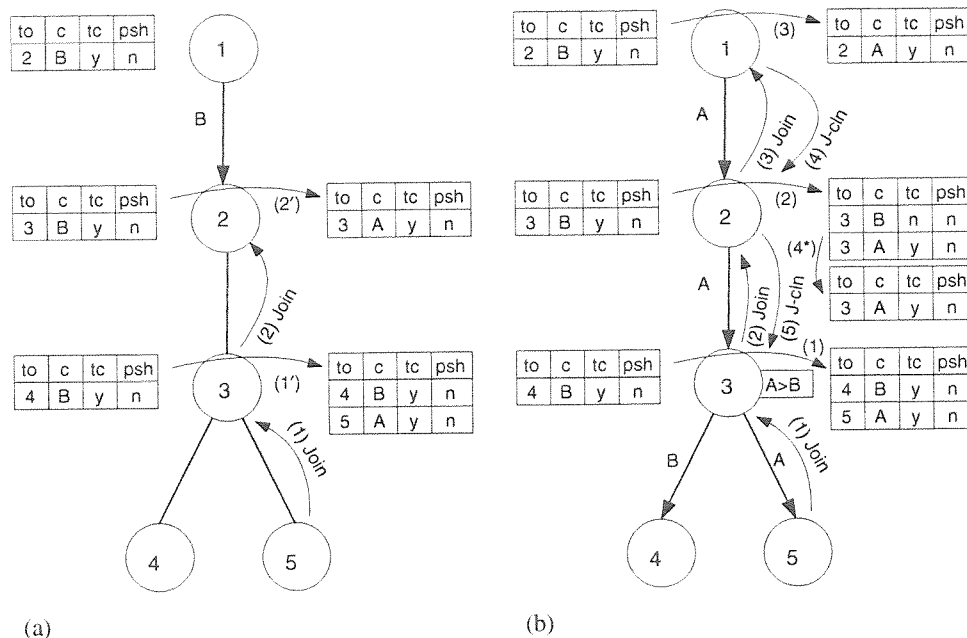 to c tc psh
2 B y n
1
B
to c tc psh
3 B y n
2
(2')
to c tc psh
3 A y n
(2) Join
to c tc psh
4 B y n
3
(1')
to c tc psh
4 B y n
5 A y n
(1) Join
4
5
(a)
to c tc psh
2 B y n
1
(3)
to c tc psh
2 A y n
A
(3) Join
(4) J-cln
to c tc psh
3 B y n
2
(2)
to c tc psh
3 B n n
3 A y n
(4*)
to c tc psh
3 A y n
A
(2) Join
(5) J-cln
to c tc psh
4 B y n
3
A>B
(1)
to c tc psh
4 B y n
5 A y n
B
A
(1) Join
4
5
(b)